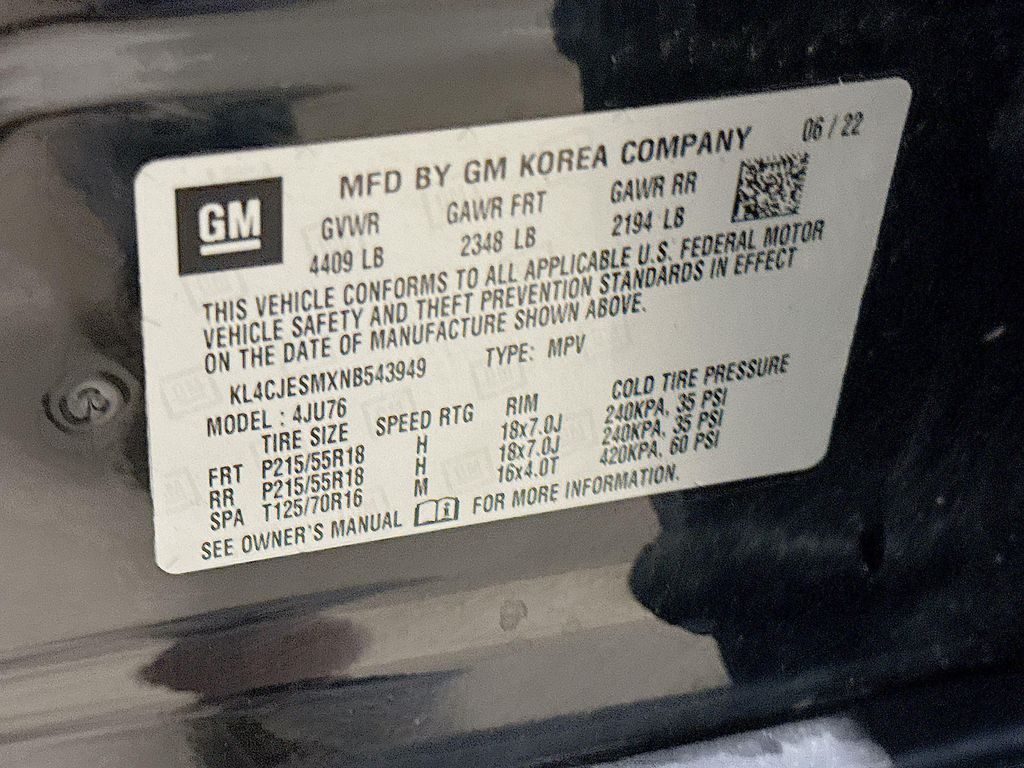 MFD BY GM KOREA COMPANY 06 / 22
GM
GVWR GAWR FRT GAWR RR
4409 LB 2348 LB 2194 LB
THIS VEHICLE CONFORMS TO ALL APPLICABLE U.S. FEDERAL MOTOR
VEHICLE SAFETY AND THEFT PREVENTION STANDARDS IN EFFECT
ON THE DATE OF MANUFACTURE SHOWN ABOVE.
KL4CJESMXNB543949 TYPE: MPV
MODEL : 4JU76
TIRE SIZE SPEED RTG RIM COLD TIRE PRESSURE
FRT P215/55R18 H 18x7.0J 240KPA, 35 PSI
RR P215/55R18 H 18x7.0J 240KPA, 35 PSI
SPA T125/70R16 M 16x4.0T 420KPA, 60 PSI
SEE OWNER'S MANUAL FOR MORE INFORMATION.